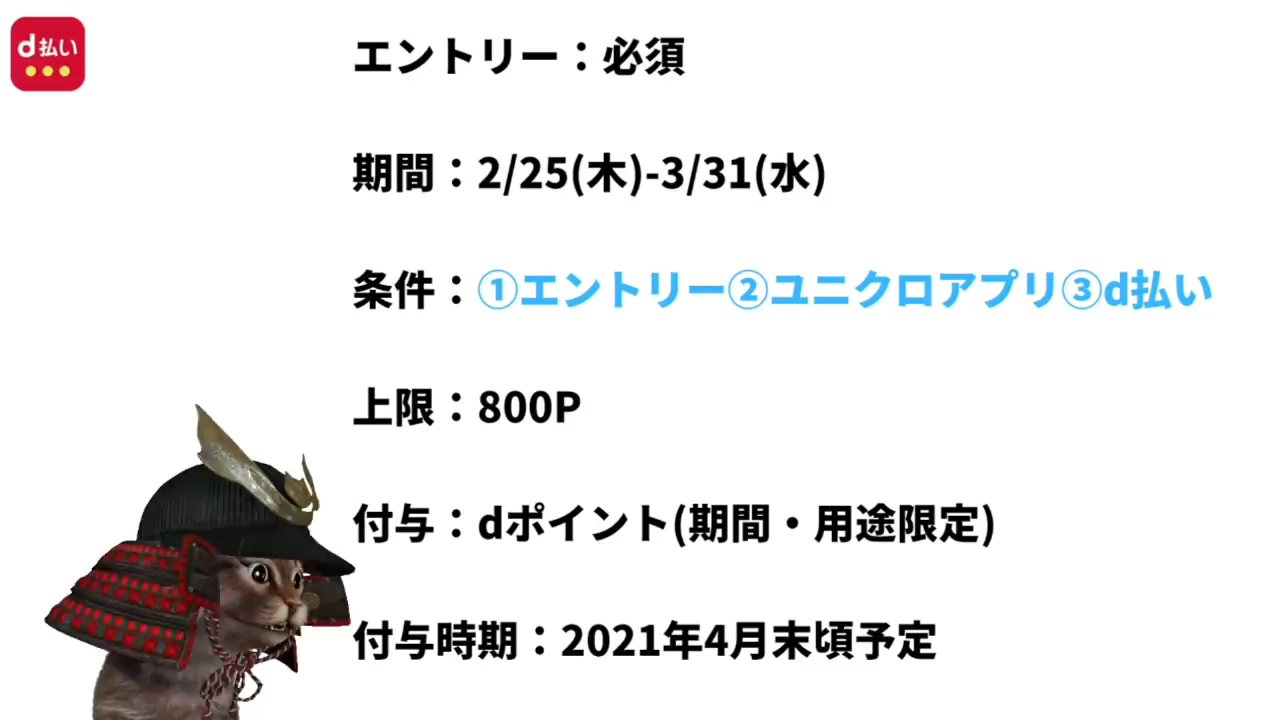 d払い
エントリー：必須
期間：2/25(木)-3/31(水)
条件：①エントリー②ユニクロアプリ③d払い
上限：800P
付与：dポイント(期間・用途限定)
付与時期：2021年4月末頃予定